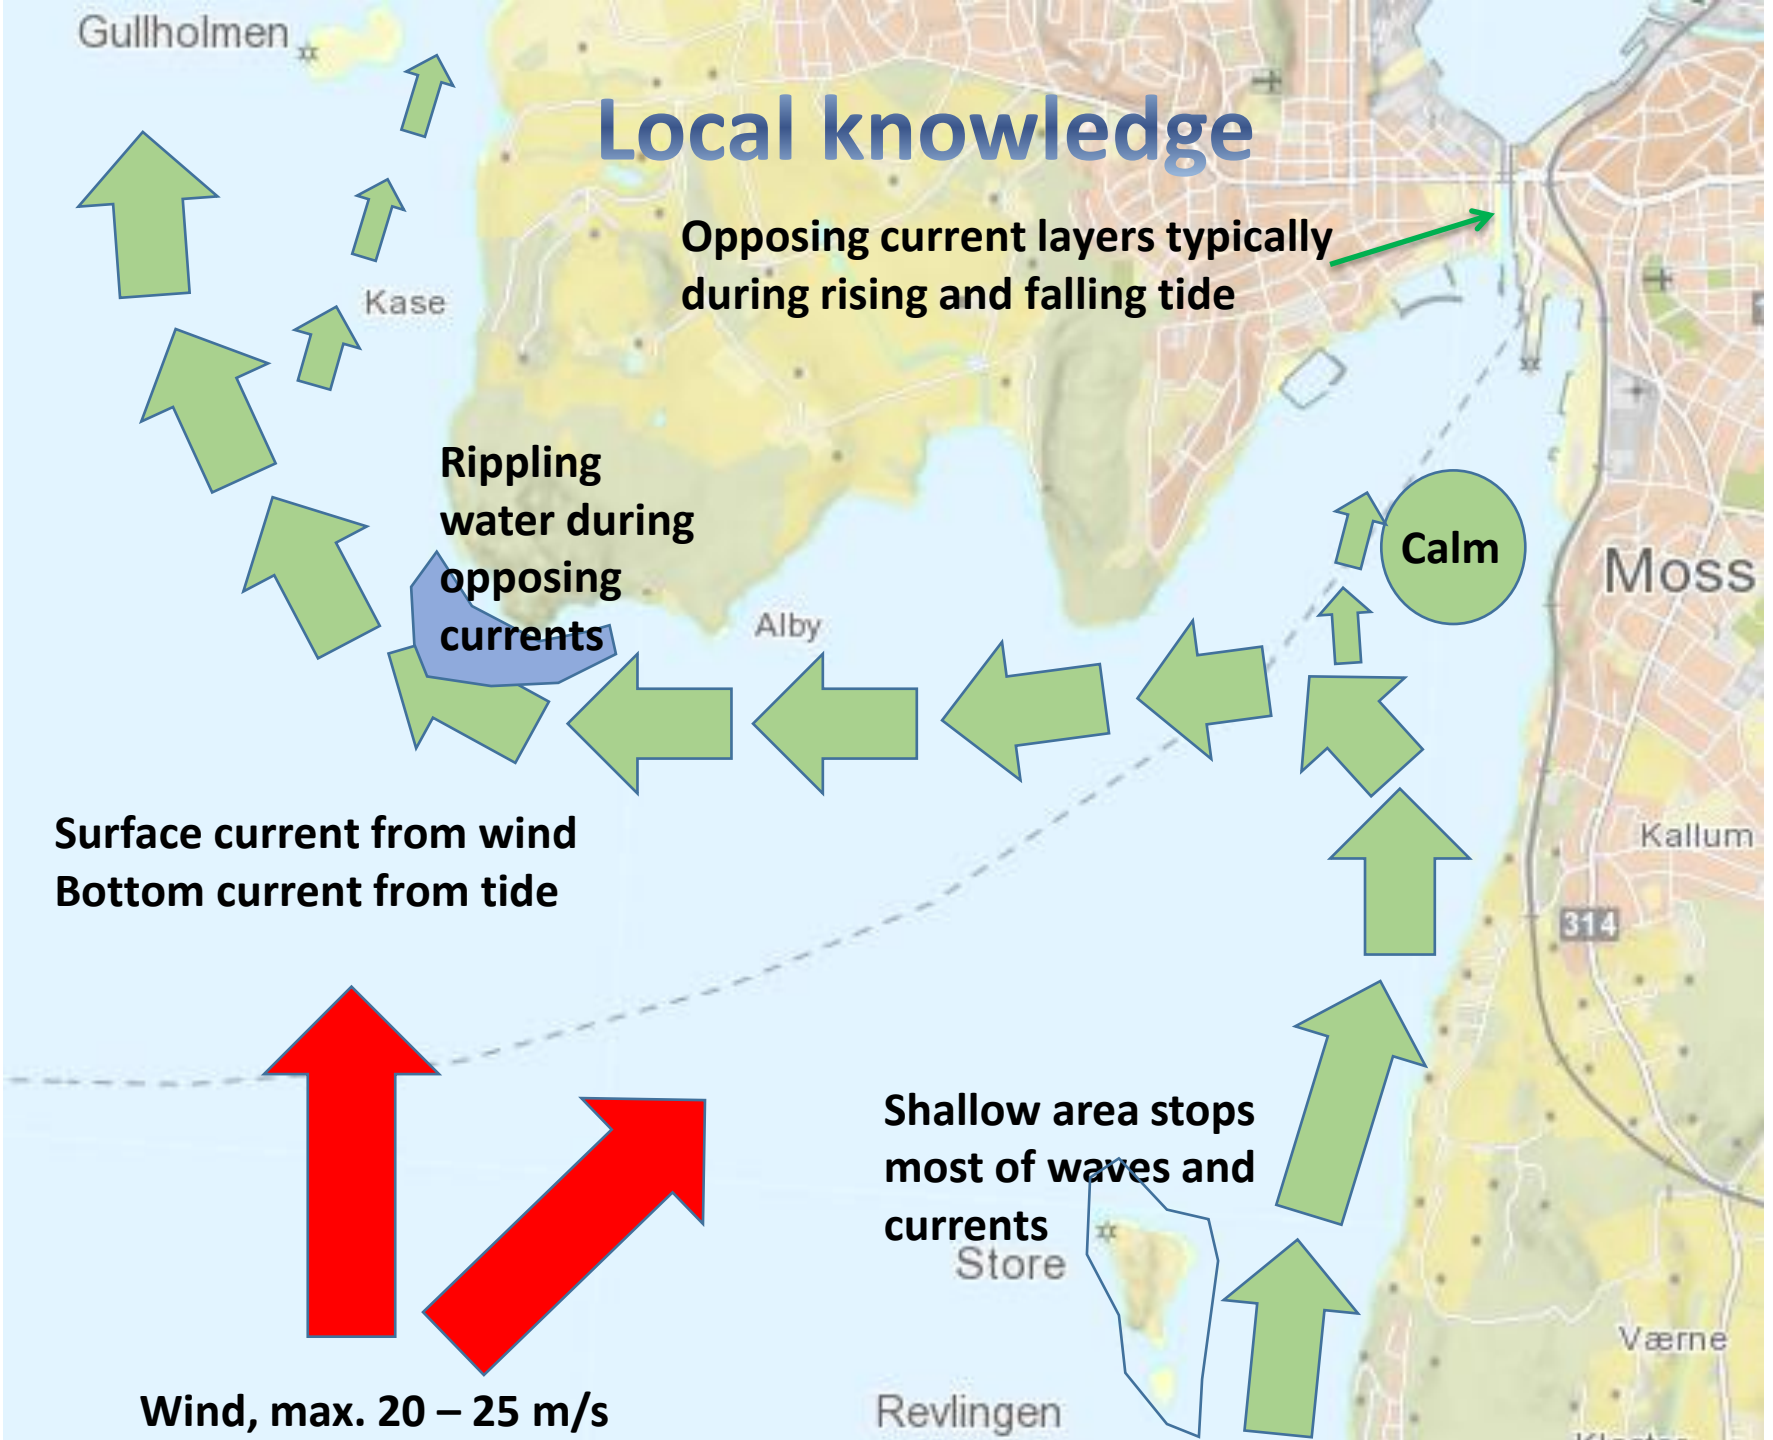 Gullholmen
Local knowledge
Opposing current layers typically
during rising and falling tide
Kase
Rippling
water during
opposing
currents
Calm
Moss
Alby
Surface current from wind
Bottom current from tide
Kallum
314
Shallow area stops
most of waves and
currents
Store
Værne
Revlingen
Wind, max. 20 – 25 m/s